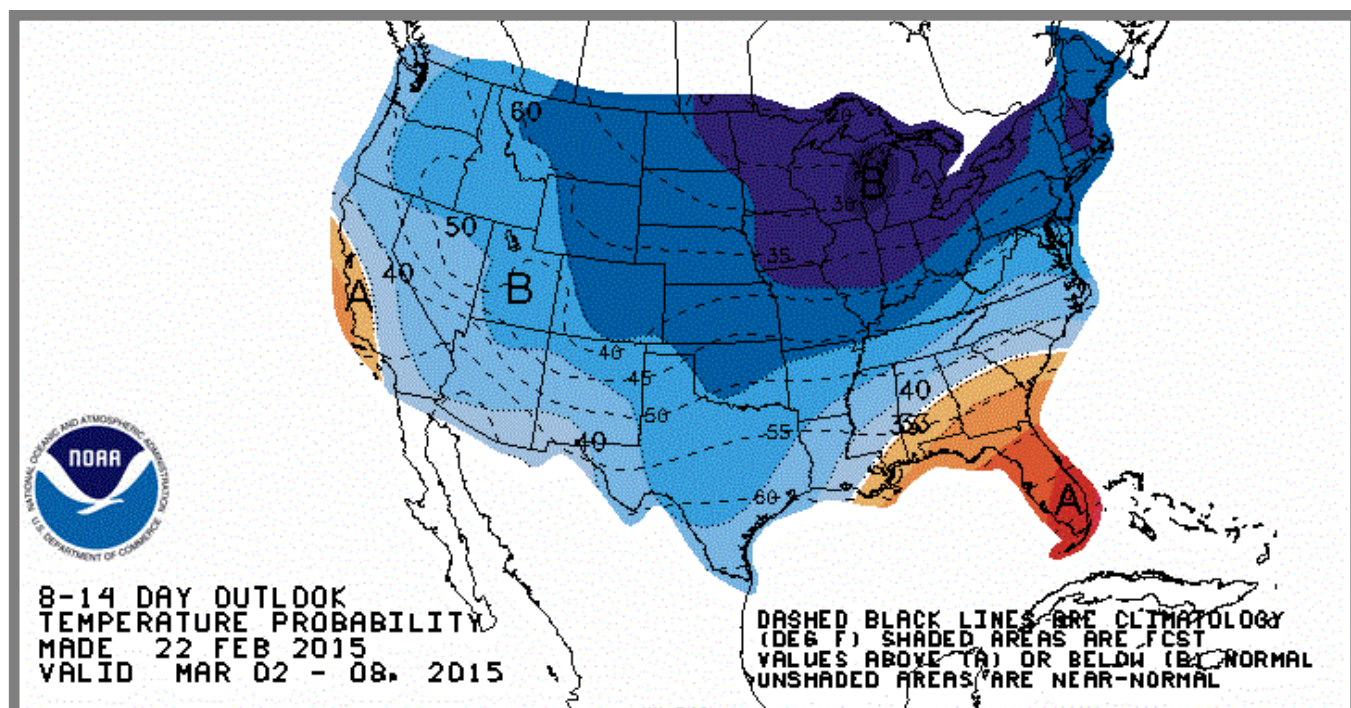 60
20
B
30
50
35
40
B
A
40
45
40
50
33
55
40
60
A
NOAA
NATIONAL OCEANIC AND ATMOSPHERIC ADMINISTRATION
U.S. DEPARTMENT OF COMMERCE
8-14 DAY OUTLOOK
TEMPERATURE PROBABILITY
MADE 22 FEB 2015
VALID MAR 02 - 08, 2015
DASHED BLACK LINES ARE CLIMATOLOGY
(DEG F) SHADED AREAS ARE FCST
VALUES ABOVE (A) OR BELOW (B) NORMAL
UNSHADED AREAS ARE NEAR-NORMAL